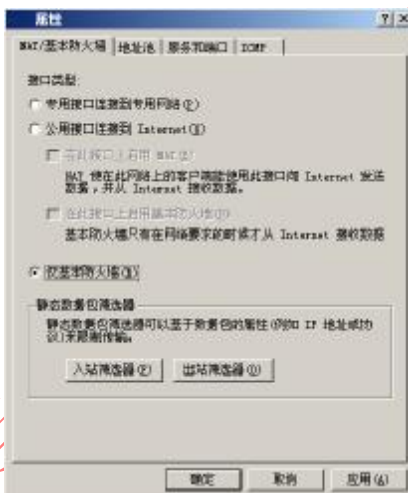 属性
NAT/基本防火墙 地址池 服务和端口 ICMP
接口类型:
专用接口连接到专用网络(P)
公用接口连接到 Internet(I)
在此接口上启用 NAT(E)
NAT 使在此网络上的客户端能使用此接口向 Internet 发送
数据，并从 Internet 接收数据。
在此接口上启用基本防火墙
基本防火墙只有在网络要求的时候才从 Internet 接收数据
仅基本防火墙
静态数据包筛选器
静态数据包筛选器可以基于数据包的属性(例如 IP 地址或协
议)来限制传输。
入站筛选器(F) 出站筛选器(O)
确定 取消 应用(A)